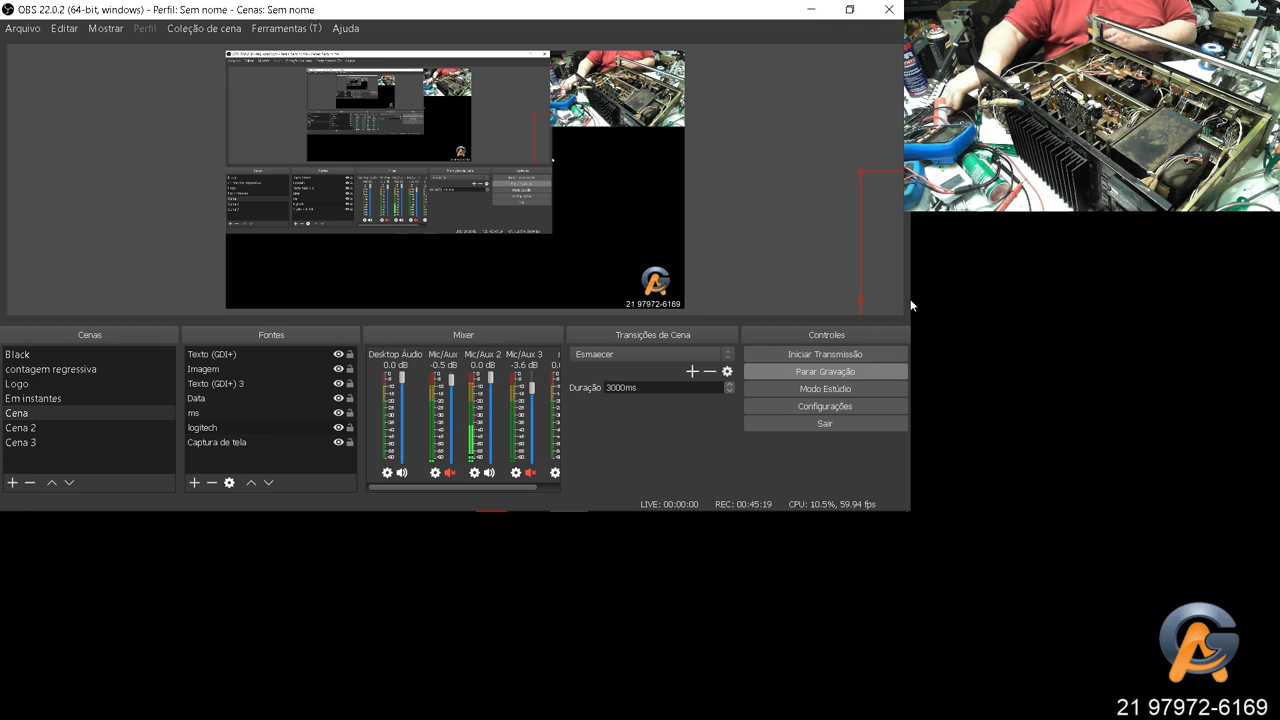 OBS 22.0.2 (64-bit, windows) - Perfil: Sem nome - Cenas: Sem nome
Arquivo Editar Mostrar Perfil Coleção de cena Ferramentas (T) Ajuda
21 97972-6169
Cenas Fontes Mixer Transições de Cena Controles
Black
contagem regressiva
Logo
Em instantes
Cena
Cena 2
Cena 3
Texto (GDI+)
Imagem
Texto (GDI+) 3
Data
ms
logitech
Captura de tela
Desktop Áudio Mic/Aux Mic/Aux 2 Mic/Aux 3
0.0 dB -0.5 dB 0.0 dB -3.6 dB 0.
Esmaecer
Duração 3000ms
Iniciar Transmissão
Parar Gravação
Modo Estúdio
Configurações
Sair
LIVE: 00:00:00 REC: 00:45:19 CPU: 10.5%, 59.94 fps
21 97972-6169